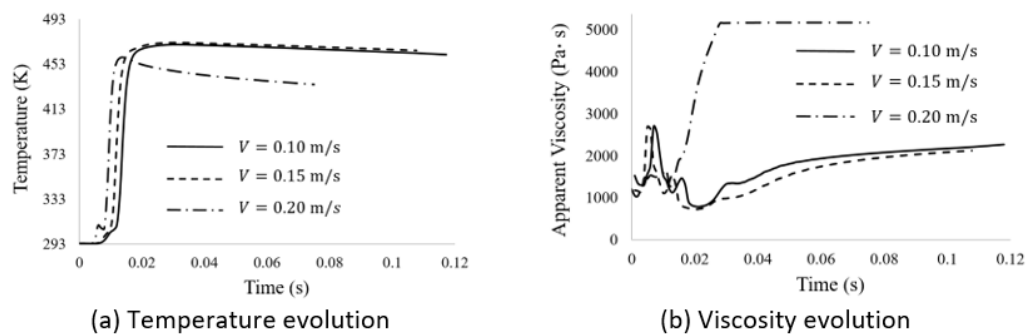 493
453
413
373
333
293
Temperature (K)
V = 0.10 m/s
V = 0.15 m/s
V = 0.20 m/s
0 0.02 0.04 0.06 0.08 0.1 0.12
Time (s)
(a) Temperature evolution
5000
4000
3000
2000
1000
0
Apparent Viscosity (Pa· s)
V = 0.10 m/s
V = 0.15 m/s
V = 0.20 m/s
0 0.02 0.04 0.06 0.08 0.1 0.12
Time (s)
(b) Viscosity evolution